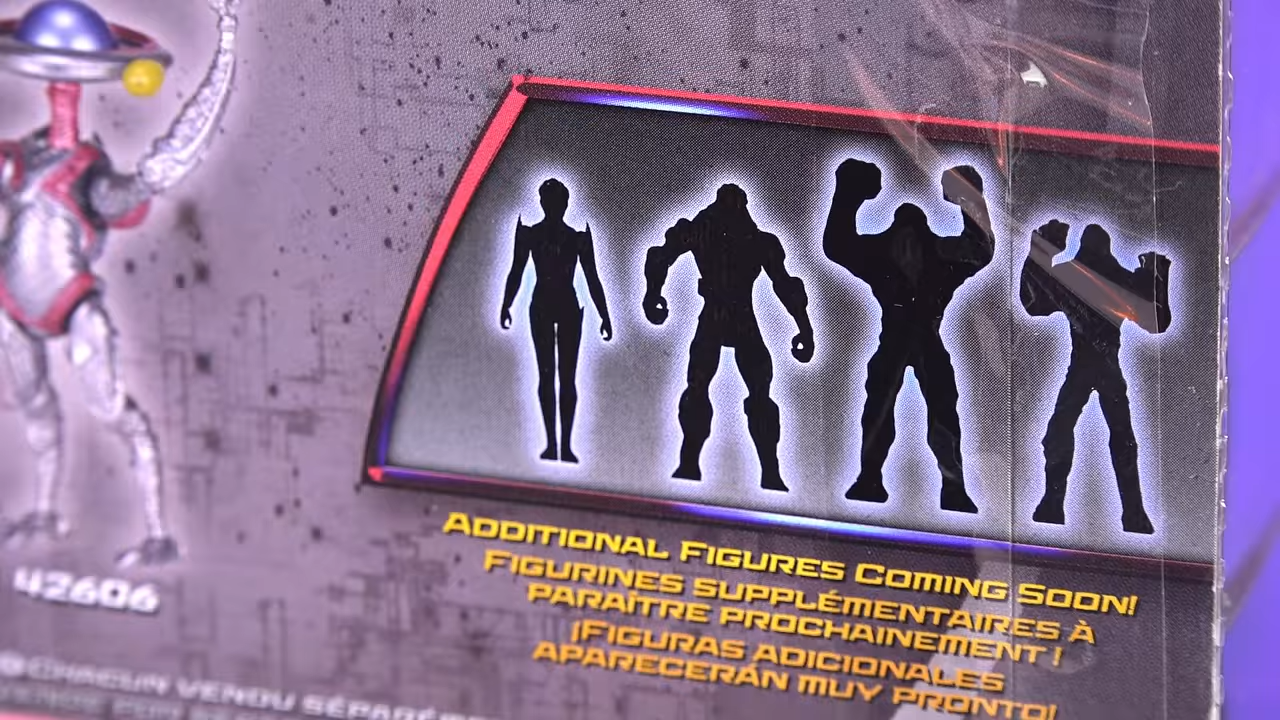 Additional Figures Coming Soon!
Figurines supplémentaires à
paraître prochainement !
¡Figuras adicionales
aparecerán muy pronto!
42606
Chacun vendu séparé